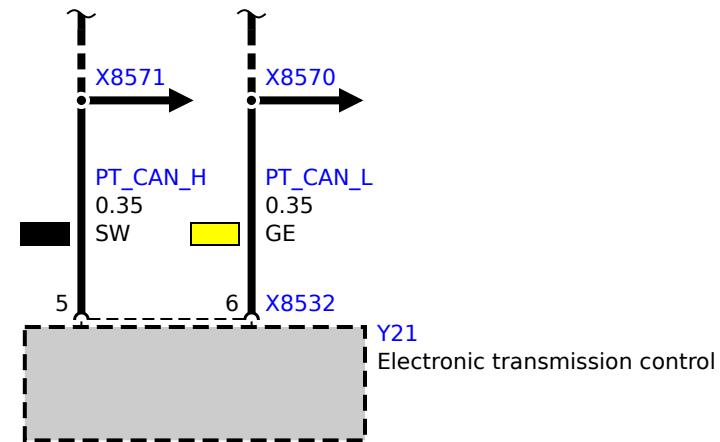 X8571
X8570
PT_CAN_H
0.35
SW
PT_CAN_L
0.35
GE
5
6
X8532
Y21
Electronic transmission control